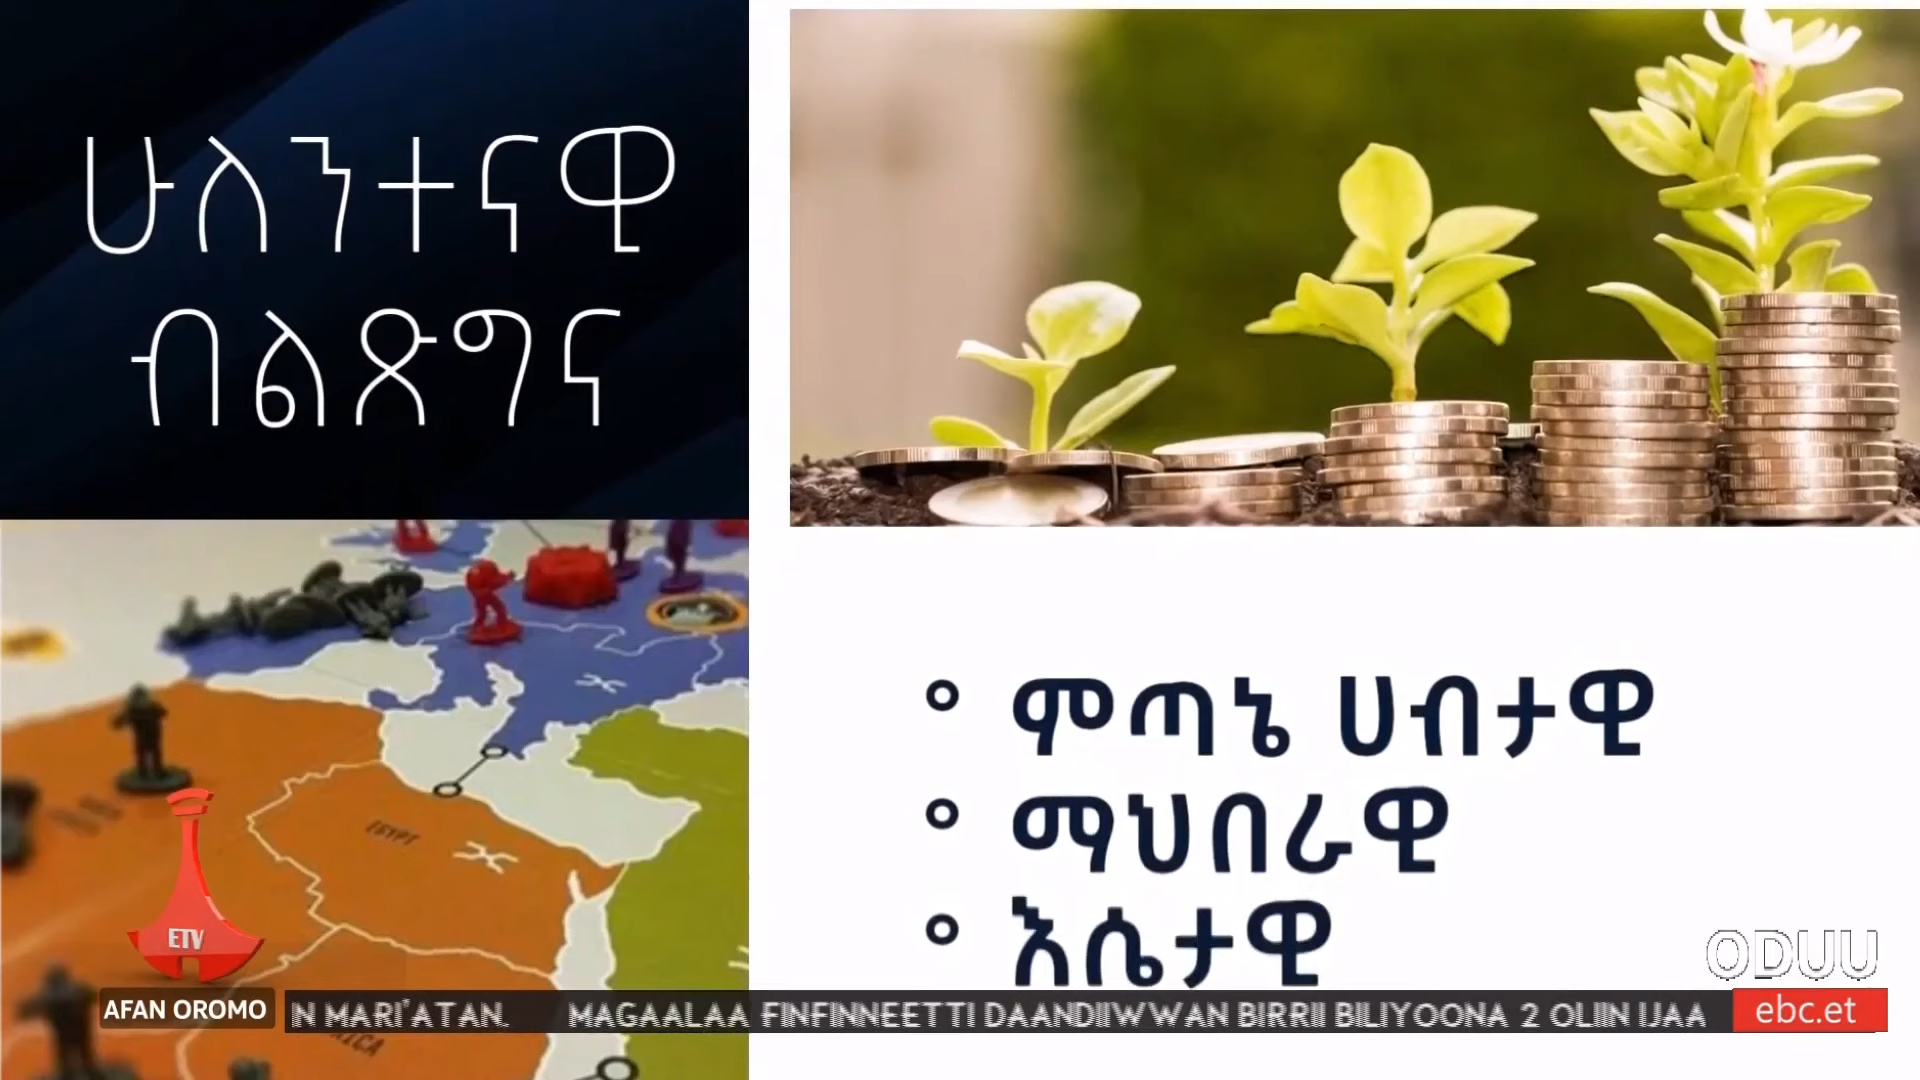 ሁለንተናዊ
ብልጽግና
° ምጣኔ ሀብታዊ
° ማህበራዊ
° እሴታዊ
EGYPT
ETV
ODUU
AFAN OROMO
N MARI'ATAN. MAGAALAA FINFINNEETTI DAANDIIWWAN BIRRII BILIYOONA 2 OLIIN IJAA
ebc.et